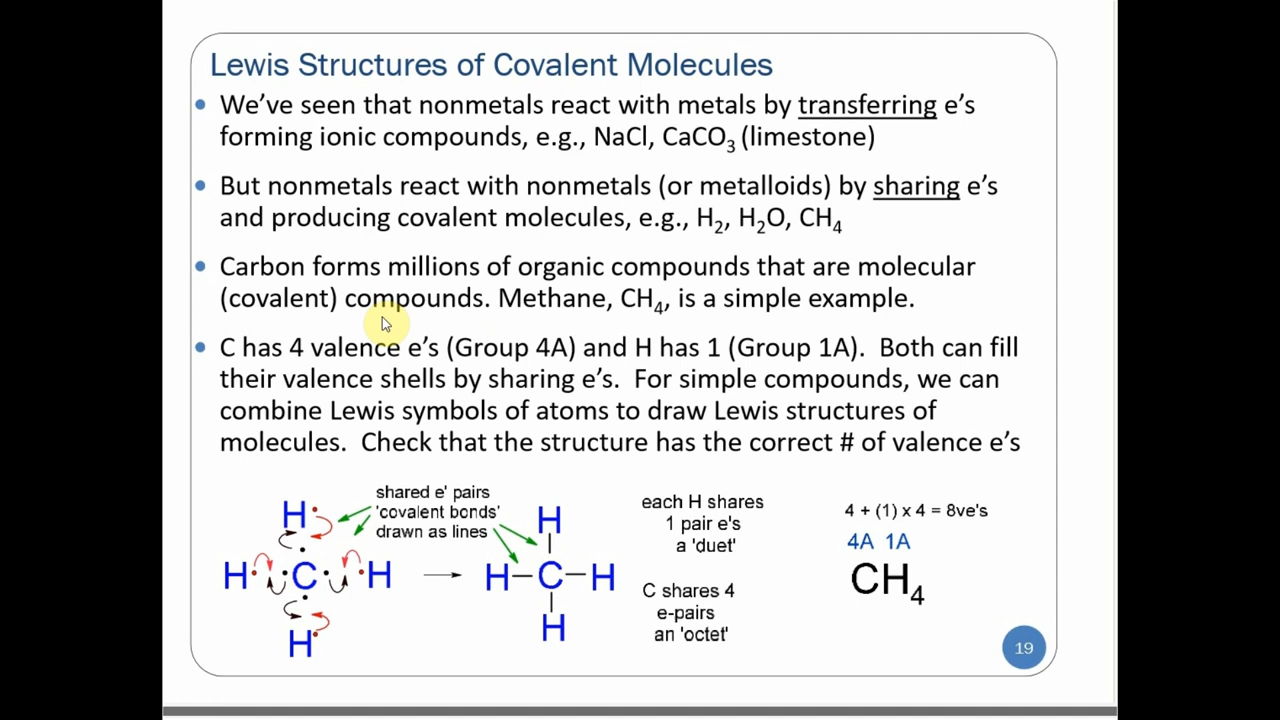 Lewis Structures of Covalent Molecules
• We've seen that nonmetals react with metals by transferring e's
forming ionic compounds, e.g., NaCl, CaCO₃ (limestone)
• But nonmetals react with nonmetals (or metalloids) by sharing e's
and producing covalent molecules, e.g., H₂, H₂O, CH₄
• Carbon forms millions of organic compounds that are molecular
(covalent) compounds. Methane, CH₄, is a simple example.
• C has 4 valence e's (Group 4A) and H has 1 (Group 1A). Both can fill
their valence shells by sharing e's. For simple compounds, we can
combine Lewis symbols of atoms to draw Lewis structures of
molecules. Check that the structure has the correct # of valence e's
H
H C H
H
shared e' pairs
'covalent bonds'
drawn as lines
H
H–C–H
H
each H shares
1 pair e's
a 'duet'
C shares 4
e-pairs
an 'octet'
4 + (1) x 4 = 8ve's
4A 1A
CH₄
19